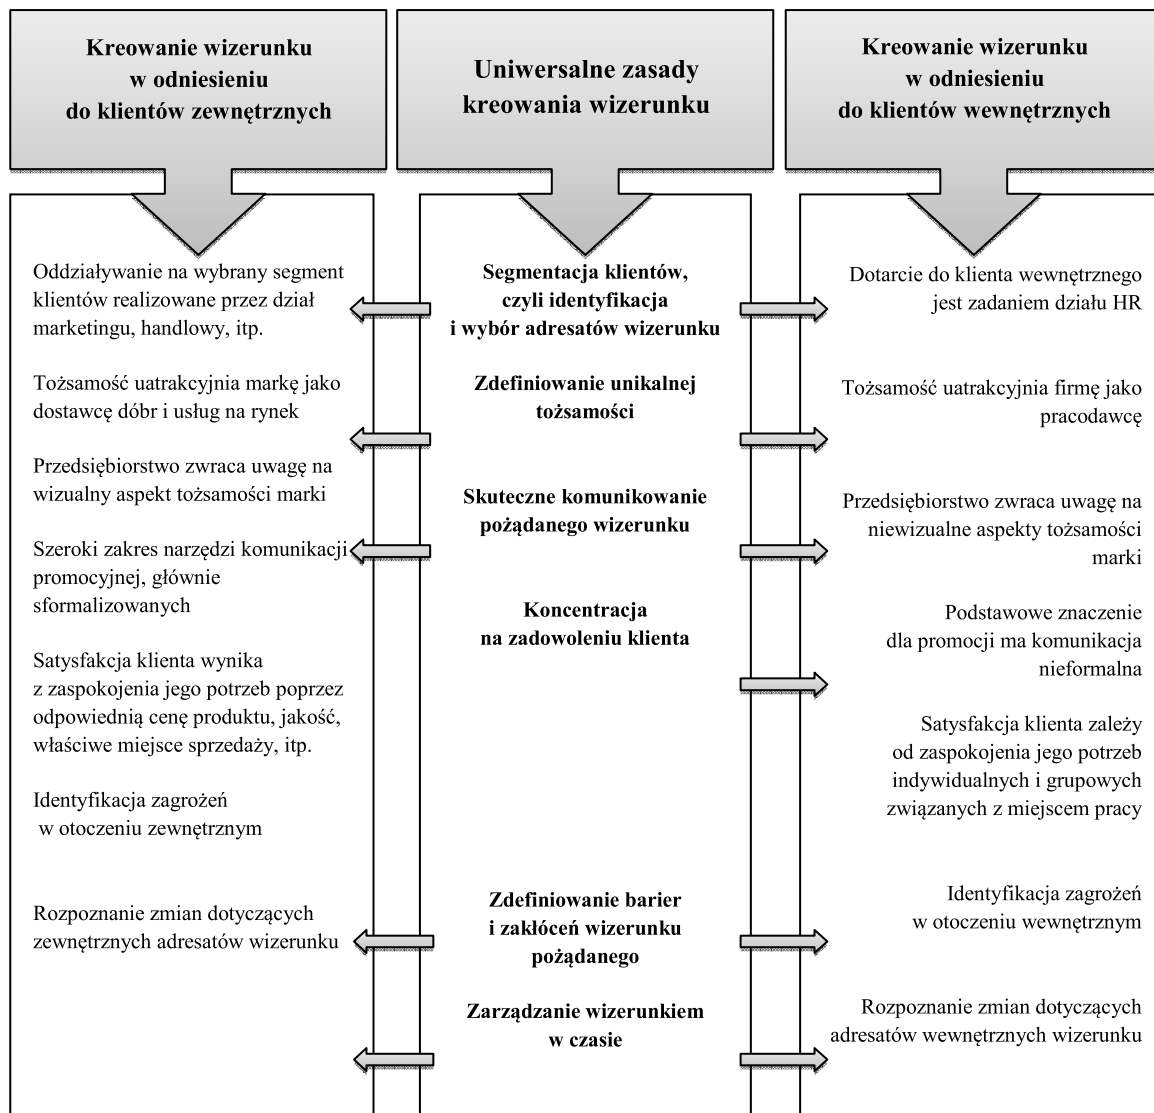 Kreowanie wizerunku
w odniesieniu
do klientów zewnętrznych
Uniwersalne zasady
kreowania wizerunku
Kreowanie wizerunku
w odniesieniu
do klientów wewnętrznych
Oddziaływanie na wybrany segment
klientów realizowane przez dział
marketingu, handlowy, itp.
Tożsamość uatrakcyjnia markę jako
dostawcę dóbr i usług na rynek
Przedsiębiorstwo zwraca uwagę na
wizualny aspekt tożsamości marki
Szeroki zakres narzędzi komunikacji
promocyjnej, głównie
sformalizowanych
Satysfakcja klienta wynika
z zaspokojenia jego potrzeb poprzez
odpowiednią cenę produktu, jakość,
właściwe miejsce sprzedaży, itp.
Identyfikacja zagrożeń
w otoczeniu zewnętrznym
Rozpoznanie zmian dotyczących
zewnętrznych adresatów wizerunku
Segmentacja klientów,
czyli identyfikacja
i wybór adresatów wizerunku
Zdefiniowanie unikalnej
tożsamości
Skuteczne komunikowanie
pożądanego wizerunku
Koncentracja
na zadowoleniu klienta
Zdefiniowanie barier
i zakłóceń wizerunku
pożądanego
Zarządzanie wizerunkiem
w czasie
Dotarcie do klienta wewnętrznego
jest zadaniem działu HR
Tożsamość uatrakcyjnia firmę jako
pracodawcę
Przedsiębiorstwo zwraca uwagę na
niewizualne aspekty tożsamości
marki
Podstawowe znaczenie
dla promocji ma komunikacja
nieformalna
Satysfakcja klienta zależy
od zaspokojenia jego potrzeb
indywidualnych i grupowych
związanych z miejscem pracy
Identyfikacja zagrożeń
w otoczeniu wewnętrznym
Rozpoznanie zmian dotyczących
adresatów wewnętrznych wizerunku